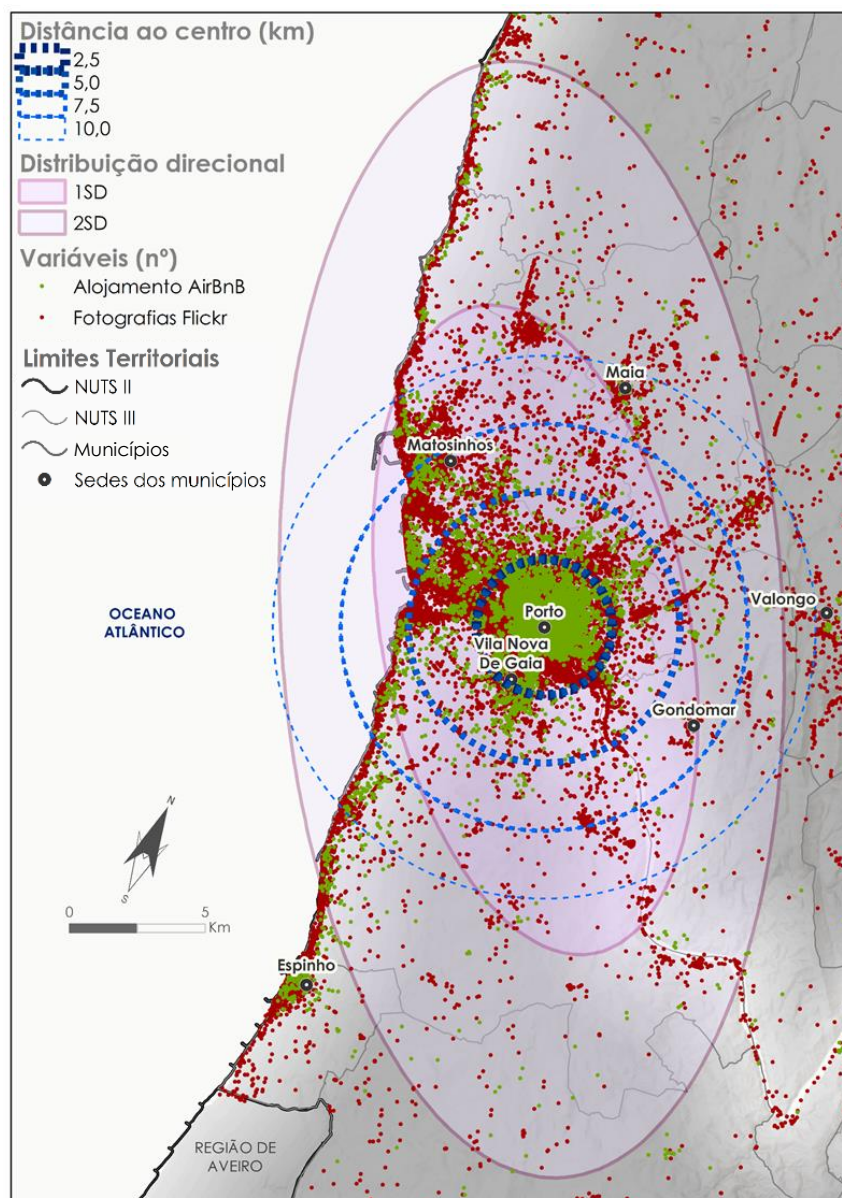 Distância ao centro (km)
2,5
5,0
7,5
10,0
Distribuição direcional
1SD
2SD
Variáveis (nº)
Alojamento AirBnB
Fotografias Flickr
Limites Territoriais
NUTS II
NUTS III
Municípios
Sedes dos municípios
Maia
Matosinhos
OCEANO
ATLÂNTICO
Porto
Valongo
Vila Nova
De Gaia
Gondomar
N
S
0
5
Km
Espinho
REGIÃO DE
AVEIRO